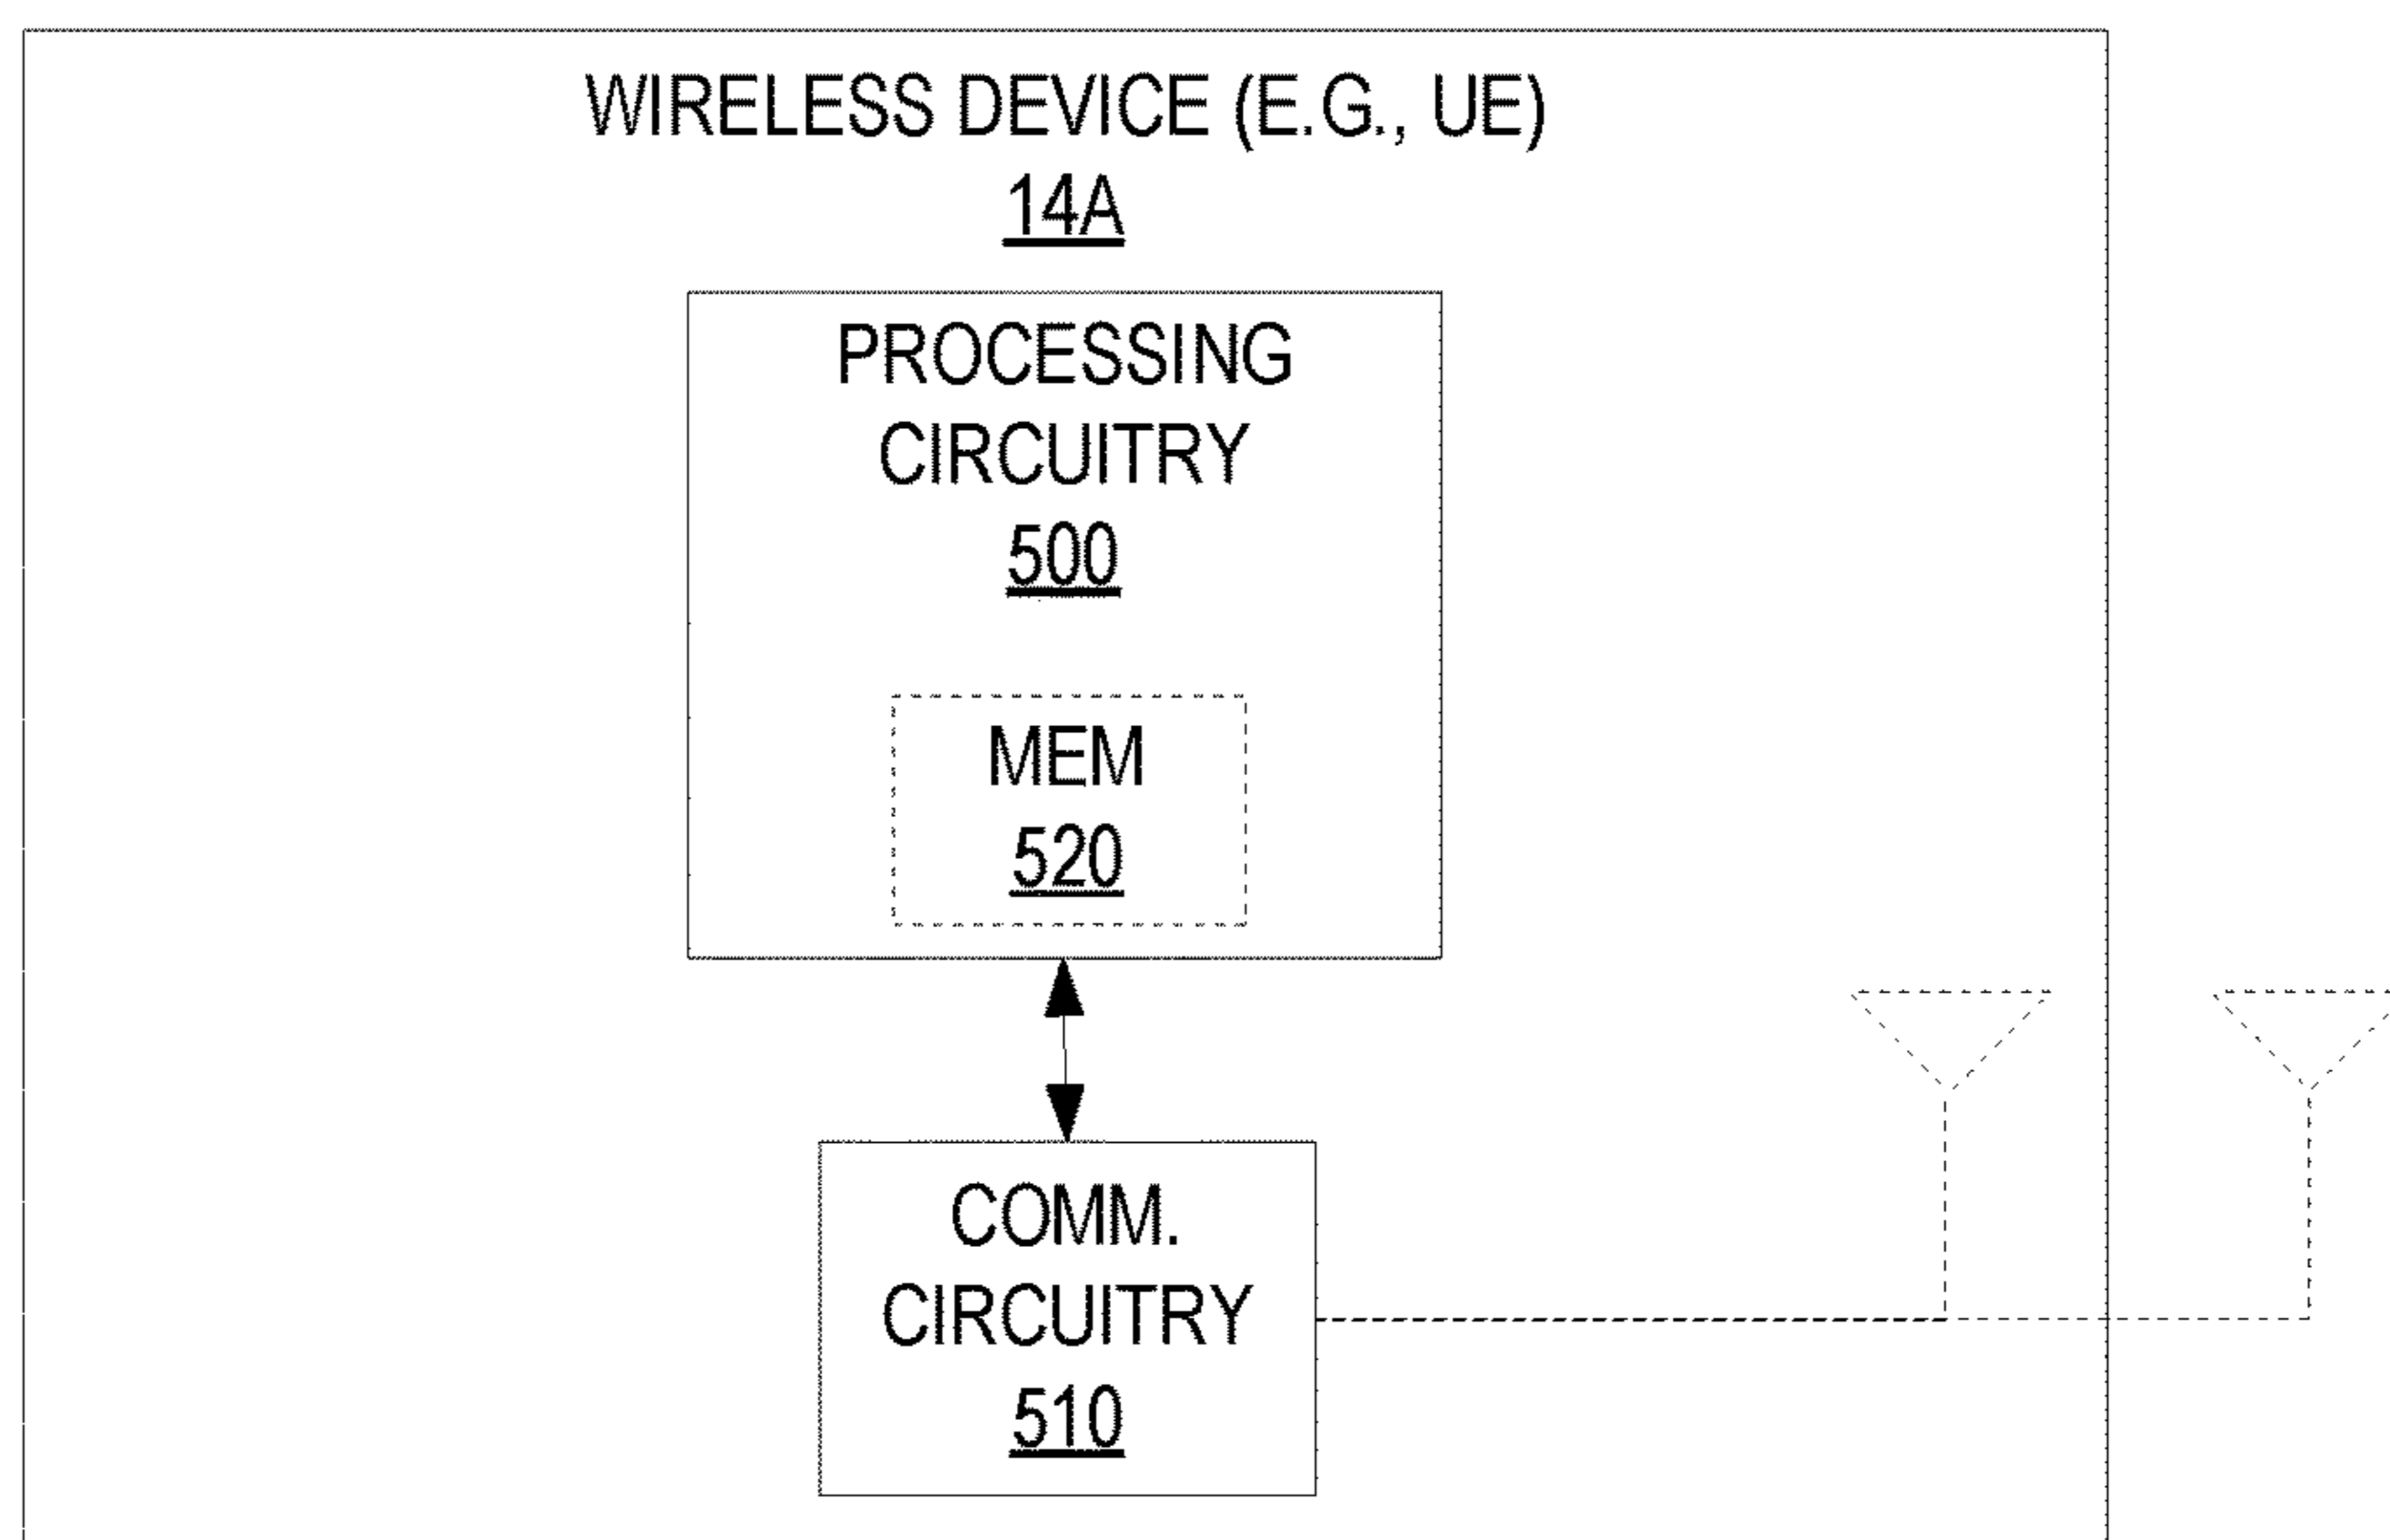 WIRELESS DEVICE (E.G., UE)
14A
PROCESSING
CIRCUITRY
500
MEM
520
COMM.
CIRCUITRY
510